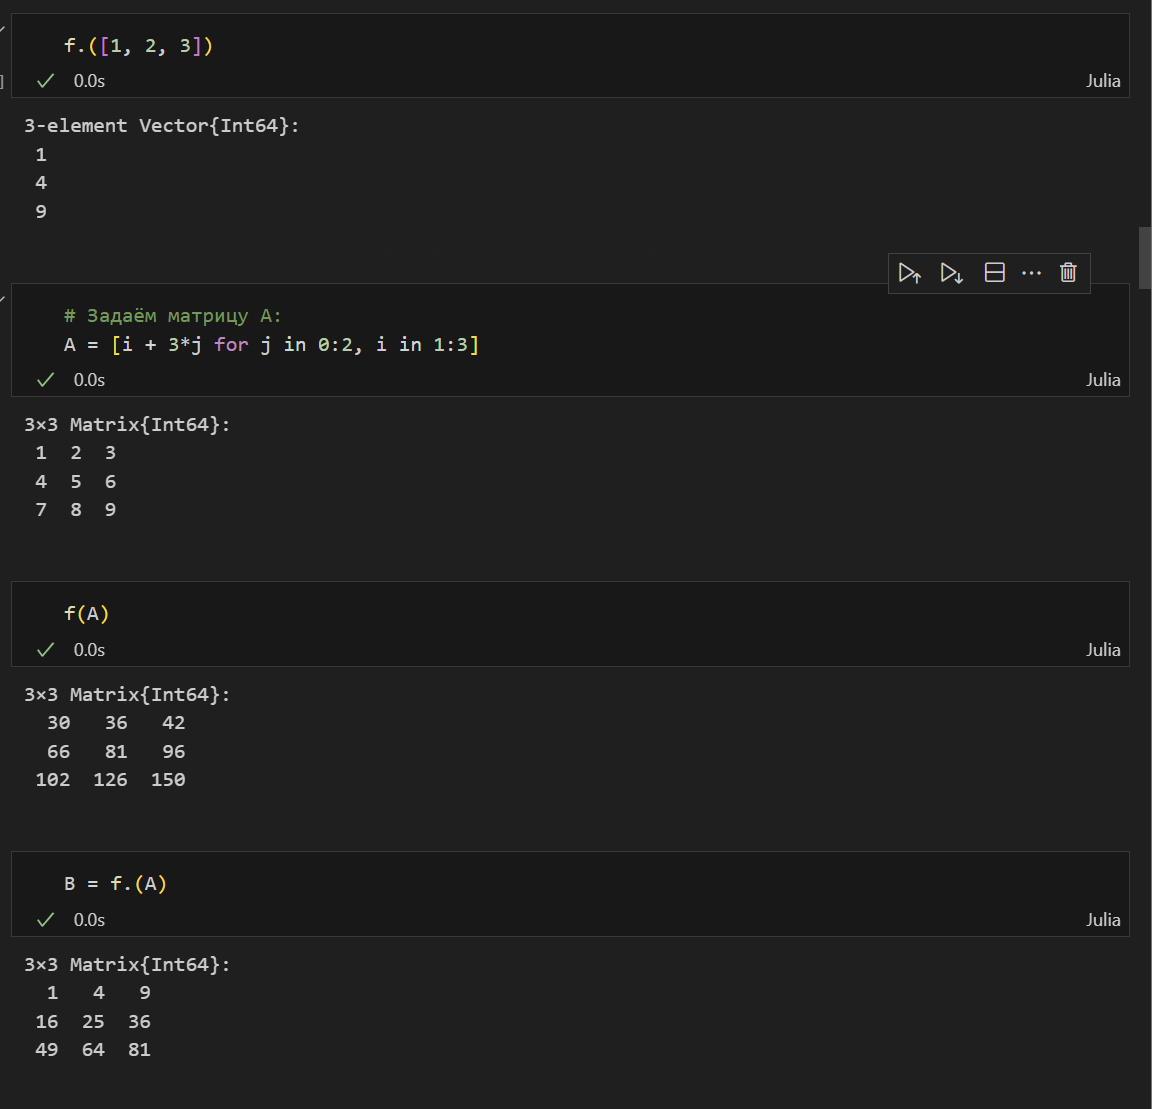 f.([1, 2, 3])
0.0s
Julia
3-element Vector{Int64}:
1
4
9
# Задаём матрицу A:
A = [i + 3*j for j in 0:2, i in 1:3]
0.0s
Julia
3×3 Matrix{Int64}:
1 2 3
4 5 6
7 8 9
f(A)
0.0s
Julia
3×3 Matrix{Int64}:
30 36 42
66 81 96
102 126 150
B = f.(A)
0.0s
Julia
3×3 Matrix{Int64}:
1 4 9
16 25 36
49 64 81